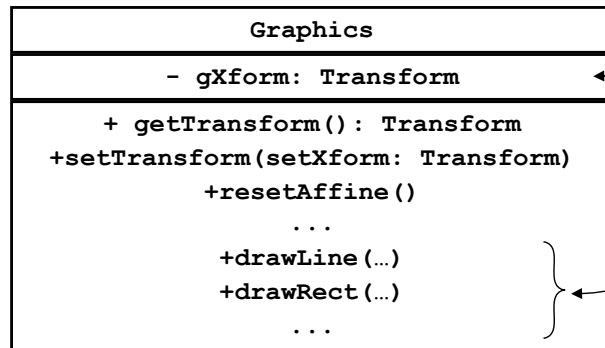 Graphics
- gXform: Transform
+ getTransform(): Transform
+setTransform(setXform: Transform)
+resetAffine()
...
+drawLine(…)
+drawRect(…)
...